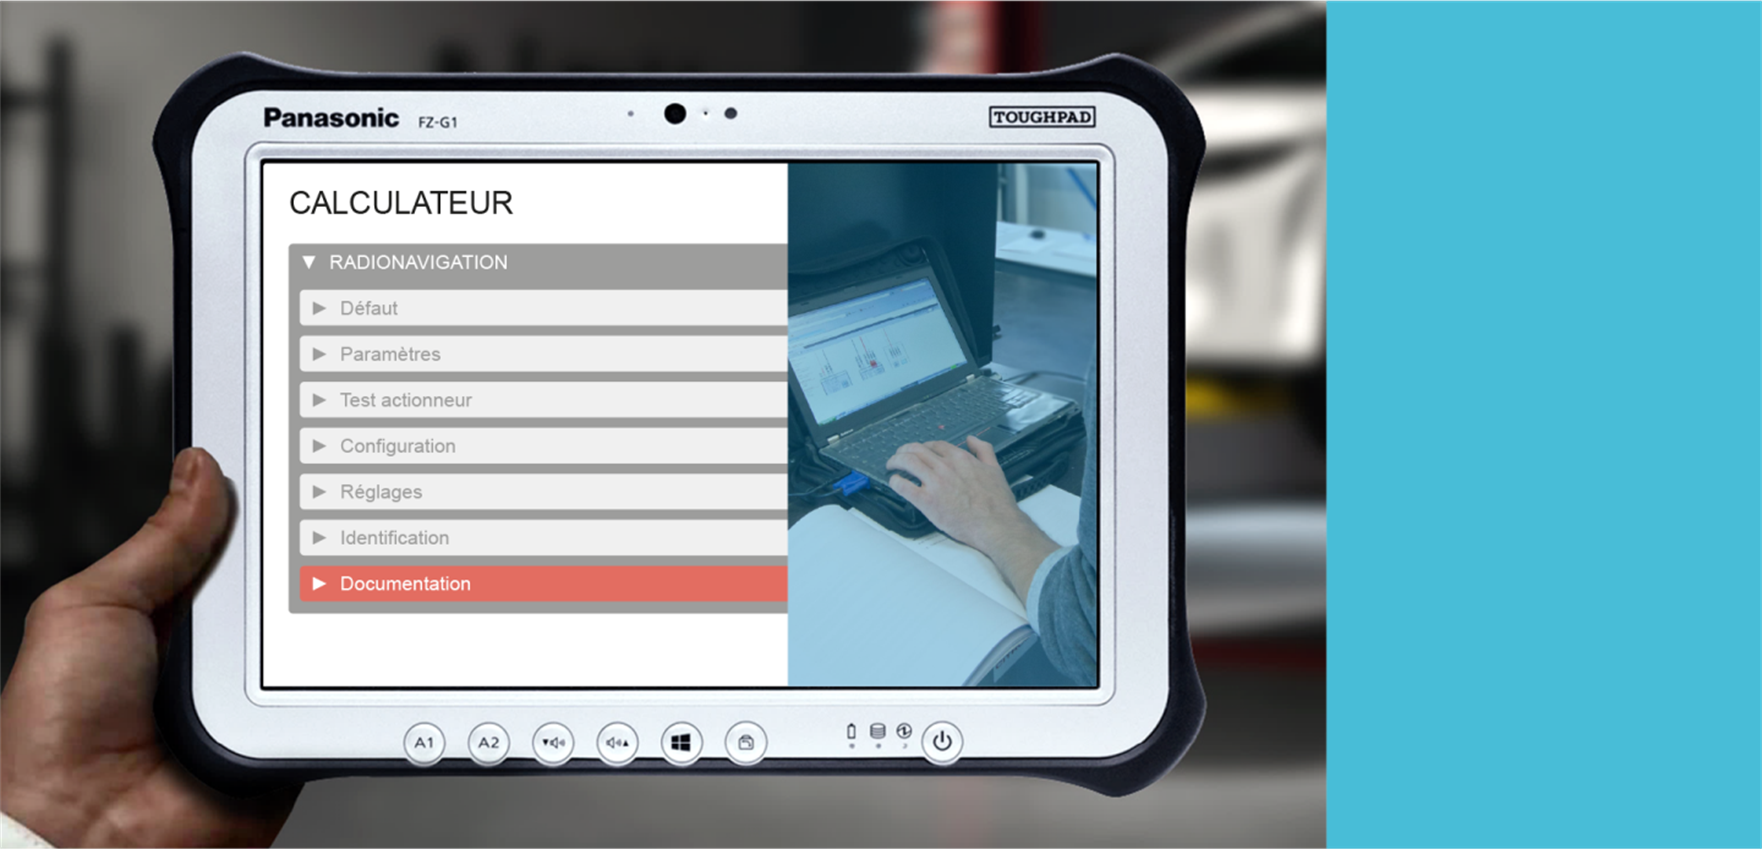 Panasonic FZ-G1 TOUGHPAD
CALCULATEUR
▼ RADIONAVIGATION
► Défaut
► Paramètres
► Test actionneur
► Configuration
► Réglages
► Identification
► Documentation
A1 A2